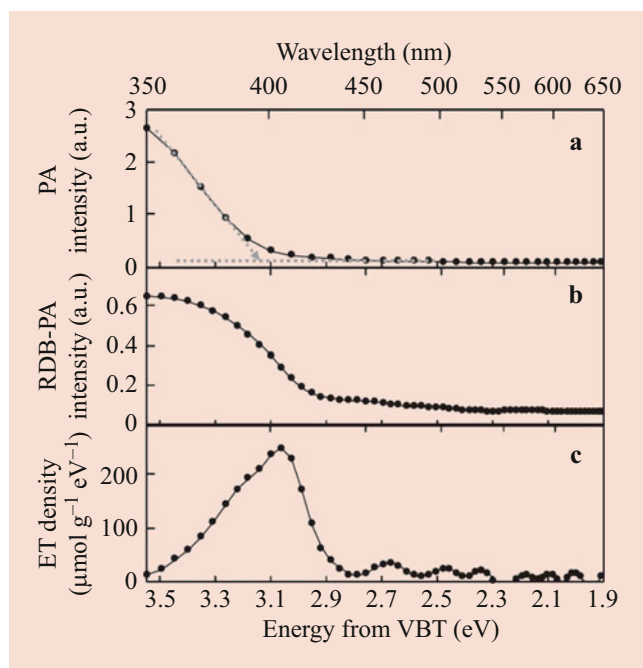 Wavelength (nm)
350 400 450 500 550 600 650
PA
intensity (a.u.)
3
2
1
0
a
RDB-PA
intensity (a.u.)
0.6
0.4
0.2
0
b
ET density
(μmol g⁻¹ eV⁻¹)
200
100
0
c
3.5 3.3 3.1 2.9 2.7 2.5 2.3 2.1 1.9
Energy from VBT (eV)